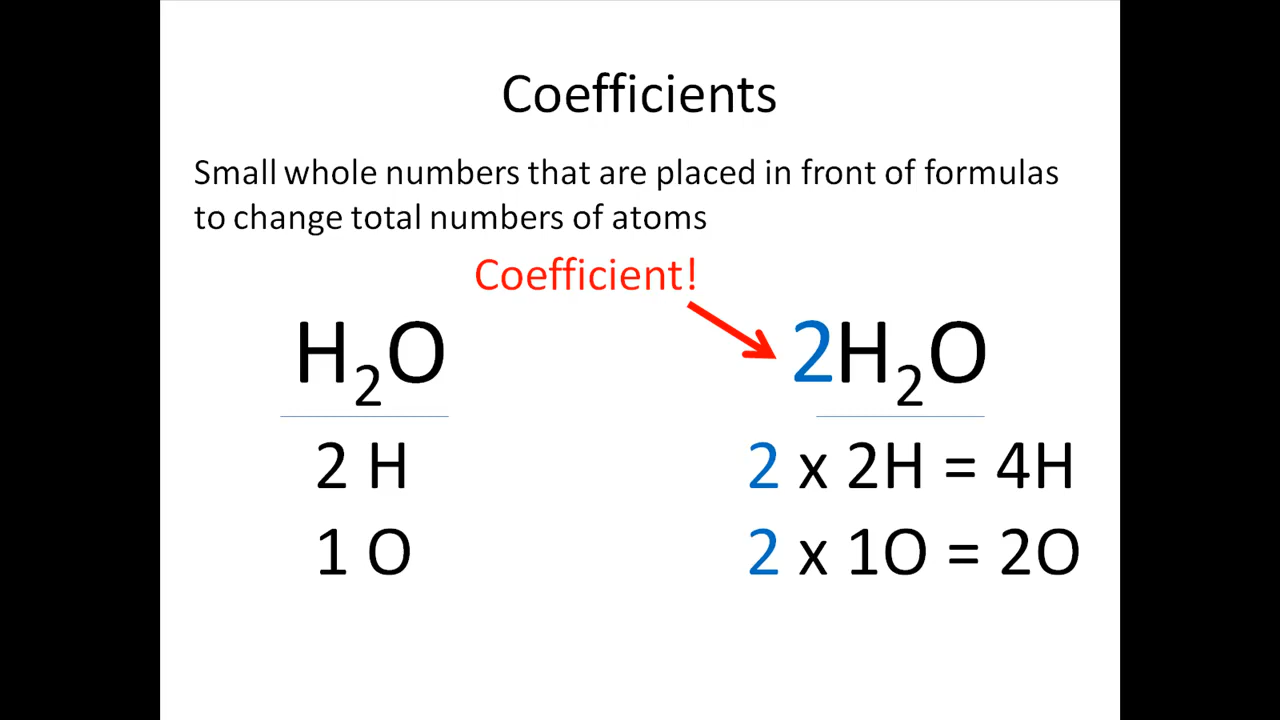 Coefficients
Small whole numbers that are placed in front of formulas
to change total numbers of atoms
Coefficient!
H₂O
2H₂O
2 H
2 x 2H = 4H
1 O
2 x 1O = 2O